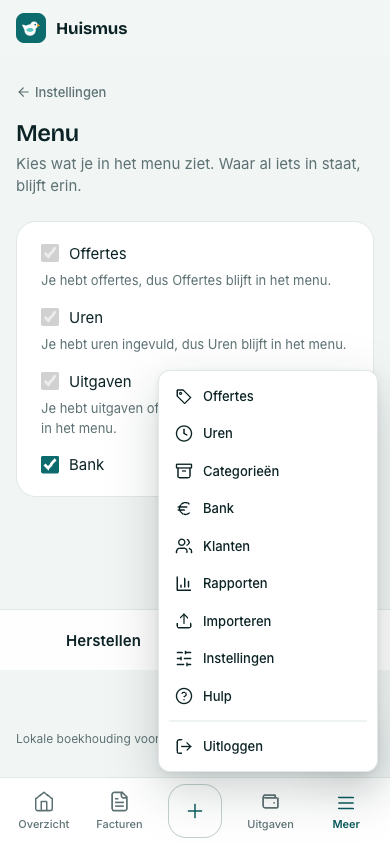 Huismus
Instellingen
Menu
Kies wat je in het menu ziet. Waar al iets in staat,
blijft erin.
Offertes
Je hebt offertes, dus Offertes blijft in het menu.
Uren
Je hebt uren ingevuld, dus Uren blijft in het menu.
Uitgaven
Je hebt uitgaven
in het menu.
Bank
Offertes
Uren
Categorieën
Bank
Klanten
Rapporten
Importeren
Instellingen
Hulp
Uitloggen
Herstellen
Lokale boekhouding voor
Overzicht
Facturen
Uitgaven
Meer